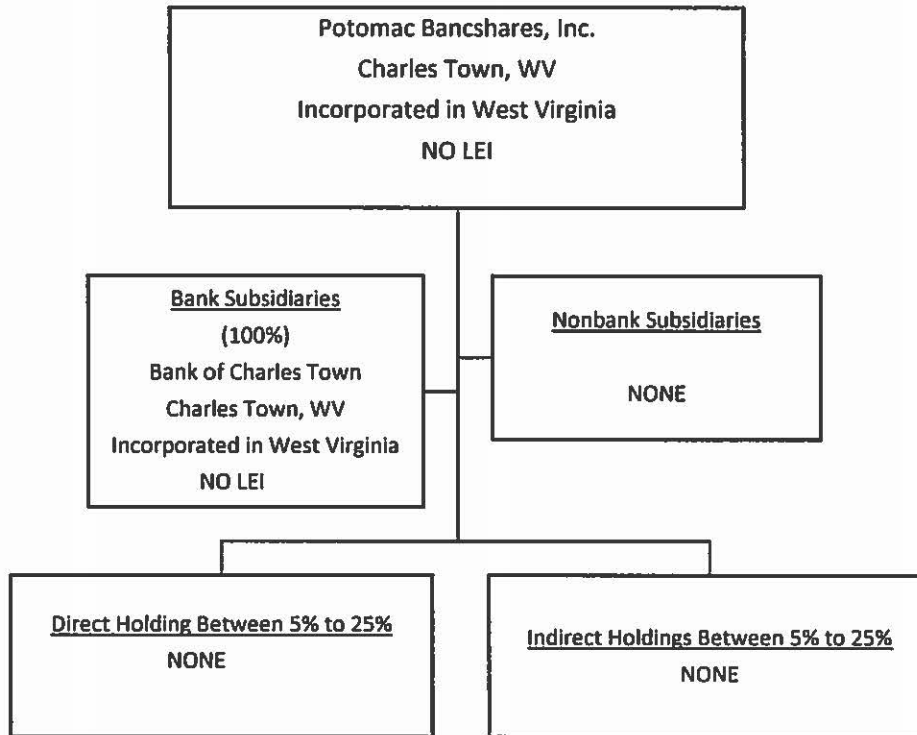 Potomac Bancshares, Inc.
Charles Town, WV
Incorporated in West Virginia
NO LEI
Bank Subsidiaries
(100%)
Bank of Charles Town
Charles Town, WV
Incorporated in West Virginia
NO LEI
Nonbank Subsidiaries
NONE
Direct Holding Between 5% to 25%
NONE
Indirect Holdings Between 5% to 25%
NONE